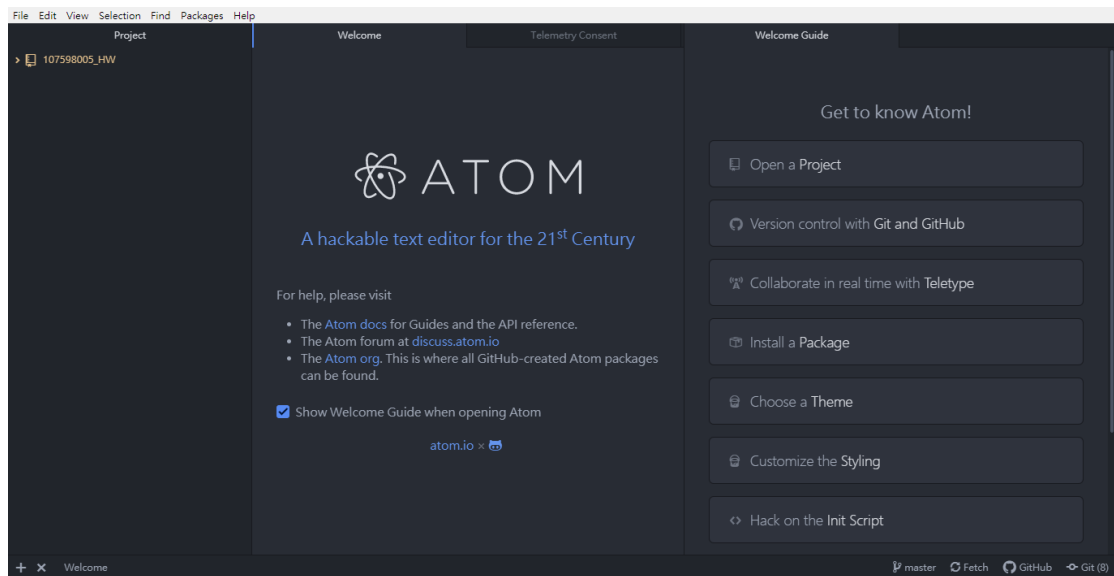 File Edit View Selection Find Packages Help
Project
107598005_HW
Welcome
Telemetry Consent
Welcome Guide
ATOM
A hackable text editor for the 21st Century
For help, please visit
• The Atom docs for Guides and the API reference.
• The Atom forum at discuss.atom.io
• The Atom org. This is where all GitHub-created Atom packages
can be found.
Show Welcome Guide when opening Atom
atom.io ×
Get to know Atom!
Open a Project
Version control with Git and GitHub
Collaborate in real time with Teletype
Install a Package
Choose a Theme
Customize the Styling
Hack on the Init Script
Welcome
master Fetch GitHub Git (8)